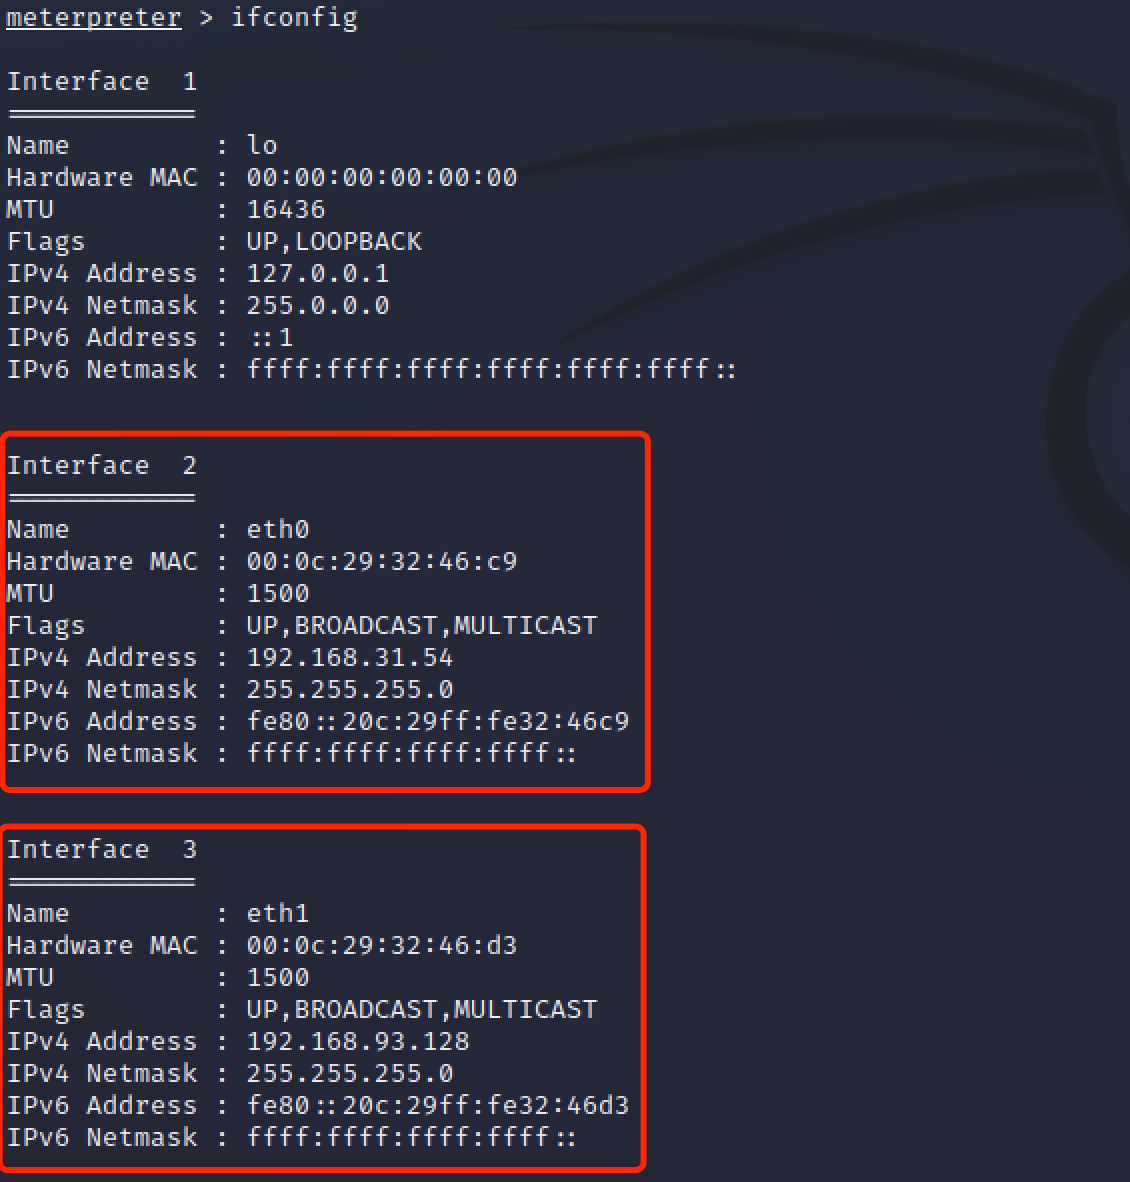 meterpreter > ifconfig
Interface  1
============
Name         : lo
Hardware MAC : 00:00:00:00:00:00
MTU          : 16436
Flags        : UP,LOOPBACK
IPv4 Address : 127.0.0.1
IPv4 Netmask : 255.0.0.0
IPv6 Address : ::1
IPv6 Netmask : ffff:ffff:ffff:ffff:ffff:ffff::
Interface  2
============
Name         : eth0
Hardware MAC : 00:0c:29:32:46:c9
MTU          : 1500
Flags        : UP,BROADCAST,MULTICAST
IPv4 Address : 192.168.31.54
IPv4 Netmask : 255.255.255.0
IPv6 Address : fe80::20c:29ff:fe32:46c9
IPv6 Netmask : ffff:ffff:ffff:ffff::
Interface  3
============
Name         : eth1
Hardware MAC : 00:0c:29:32:46:d3
MTU          : 1500
Flags        : UP,BROADCAST,MULTICAST
IPv4 Address : 192.168.93.128
IPv4 Netmask : 255.255.255.0
IPv6 Address : fe80::20c:29ff:fe32:46d3
IPv6 Netmask : ffff:ffff:ffff:ffff::